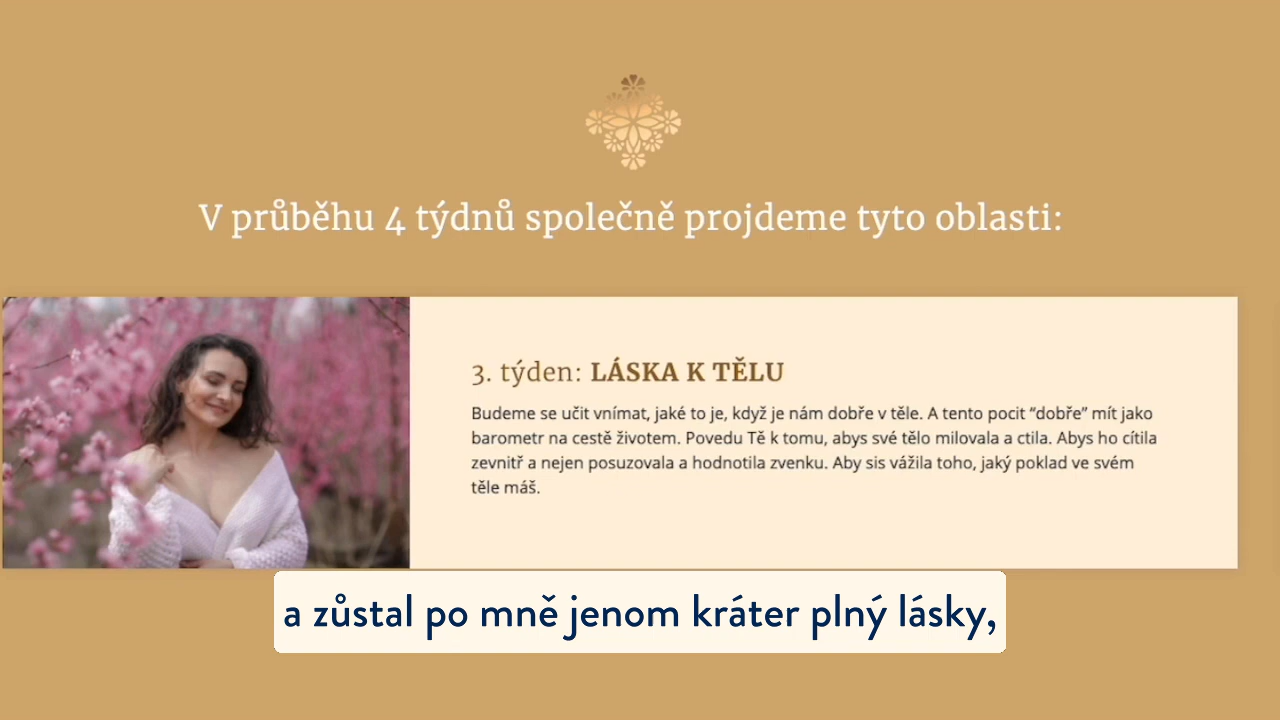 V průběhu 4 týdnů společně projdeme tyto oblasti:
3. týden: LÁSKA K TĚLU
Budeme se učit vnímat, jaké to je, když je nám dobře v těle. A tento pocit “dobře” mít jako
barometr na cestě životem. Povedu Tě k tomu, abys své tělo milovala a ctila. Abys ho cítila
zevnitř a nejen posuzovala a hodnotila zvenku. Aby sis vážila toho, jaký poklad ve svém
těle máš.
a zůstal po mně jenom kráter plný lásky,